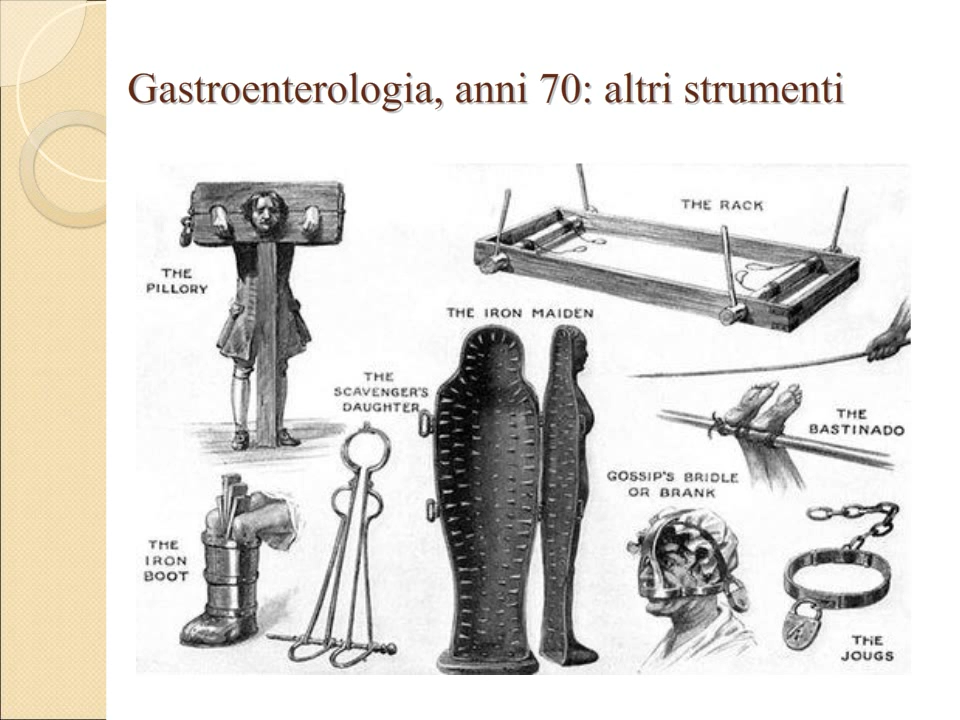 Gastroenterologia, anni 70: altri strumenti
THE RACK
THE
PILLORY
THE IRON MAIDEN
THE
SCAVENGER'S
DAUGHTER
THE
BASTINADO
GOSSIP'S BRIDLE
OR BRANK
THE
IRON
BOOT
THE
JOUGS